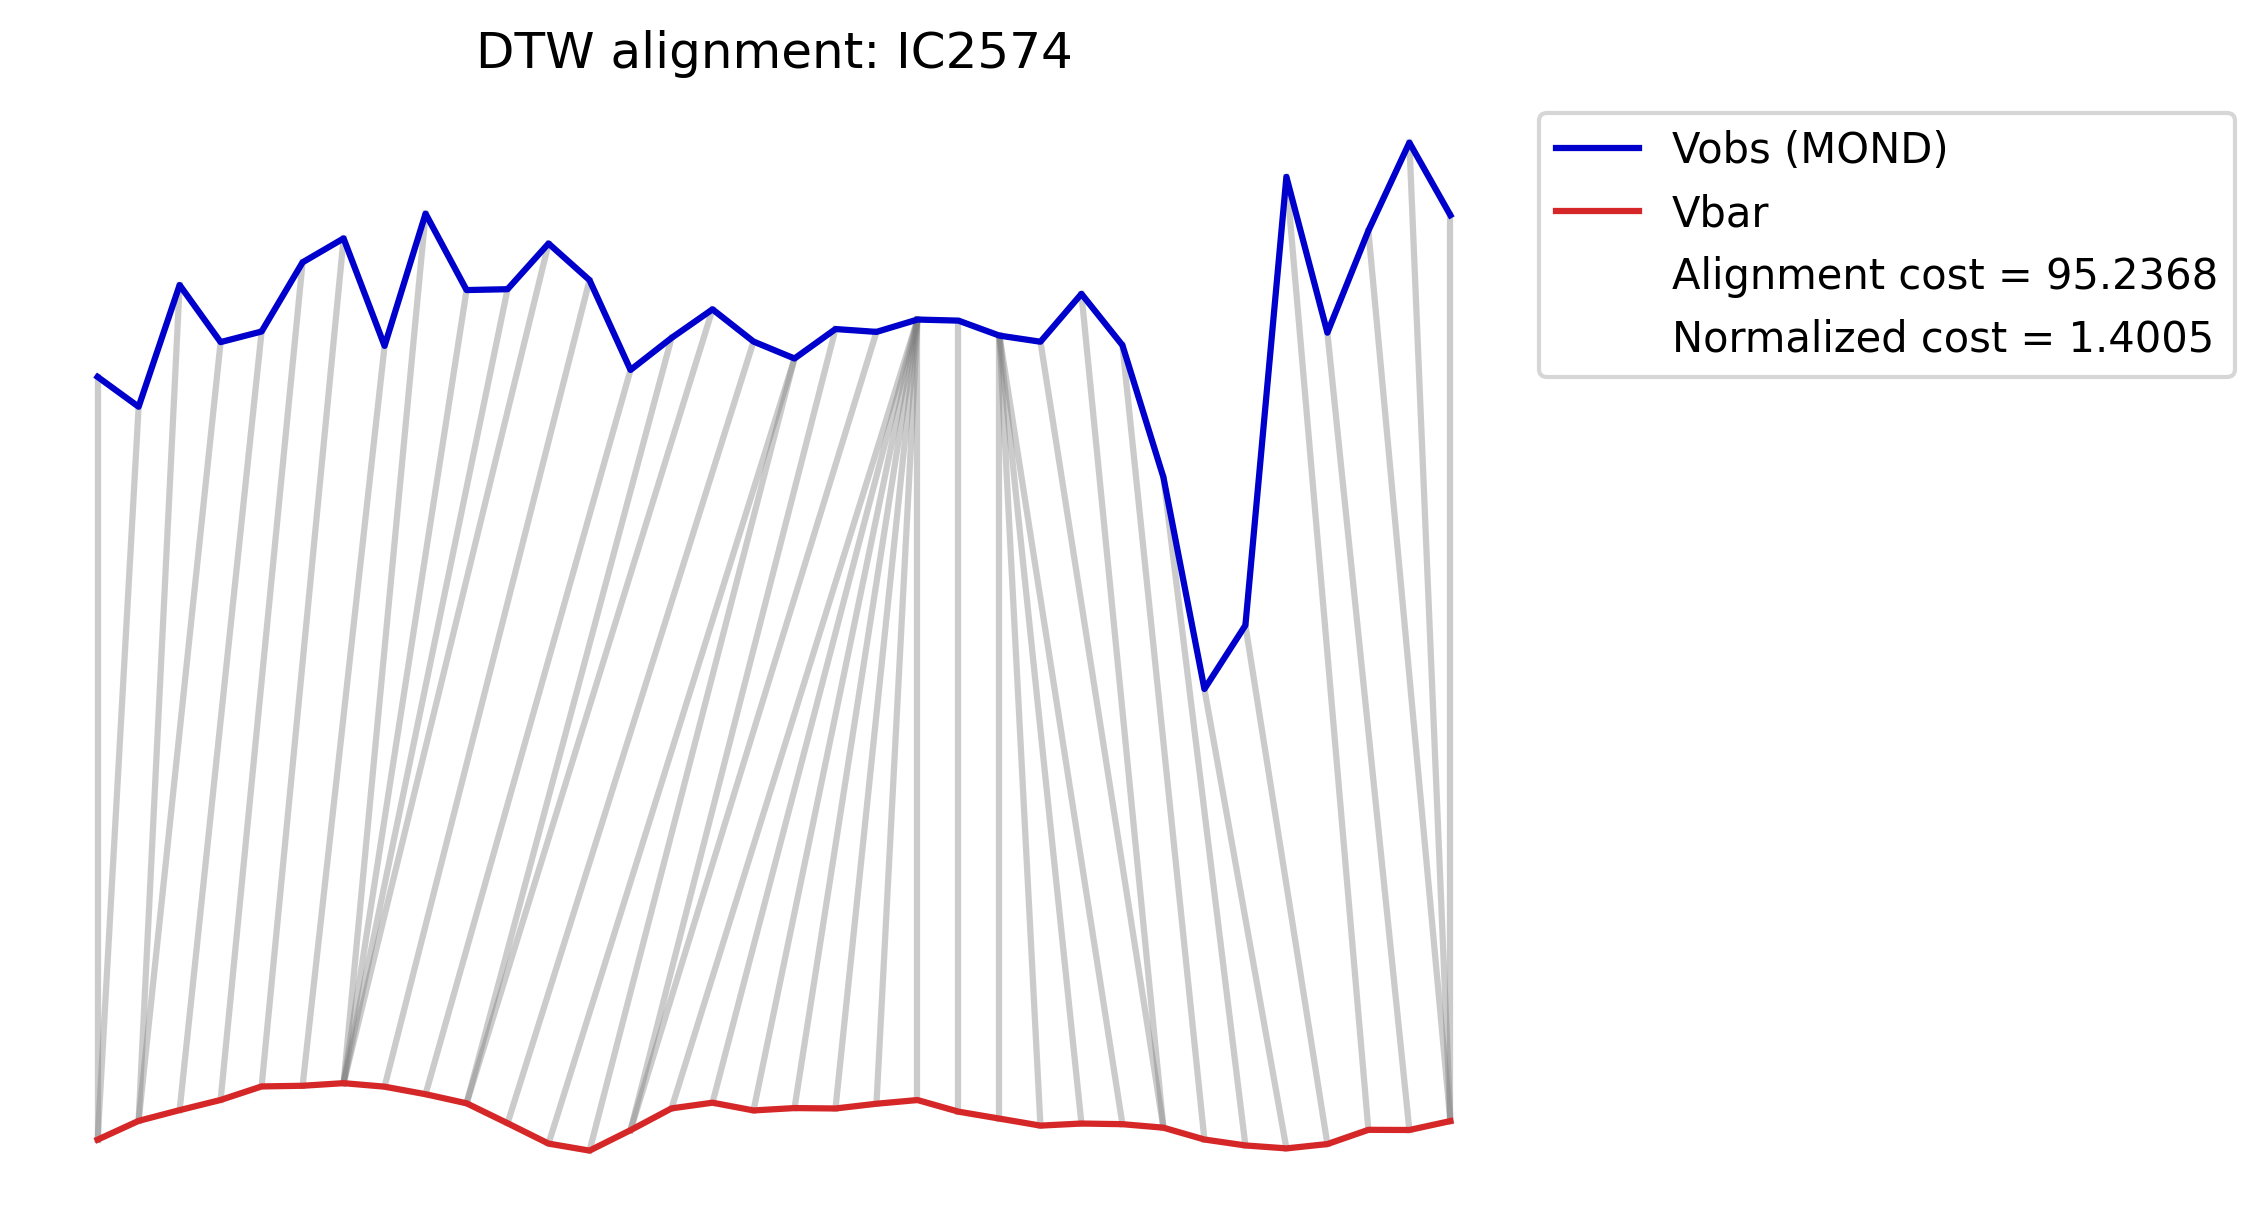 DTW alignment: IC2574
Vobs (MOND)
Vbar
Alignment cost = 95.2368
Normalized cost = 1.4005